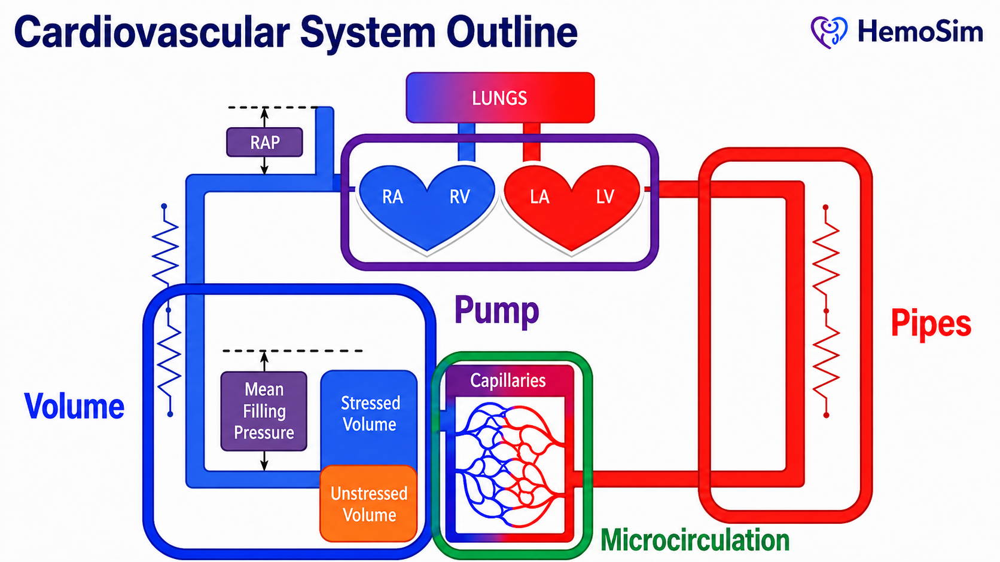 Cardiovascular System Outline
HemoSim
LUNGS
RAP
RA
RV
LA
LV
Pump
Pipes
Volume
Mean
Filling
Pressure
Stressed
Volume
Unstressed
Volume
Capillaries
Microcirculation